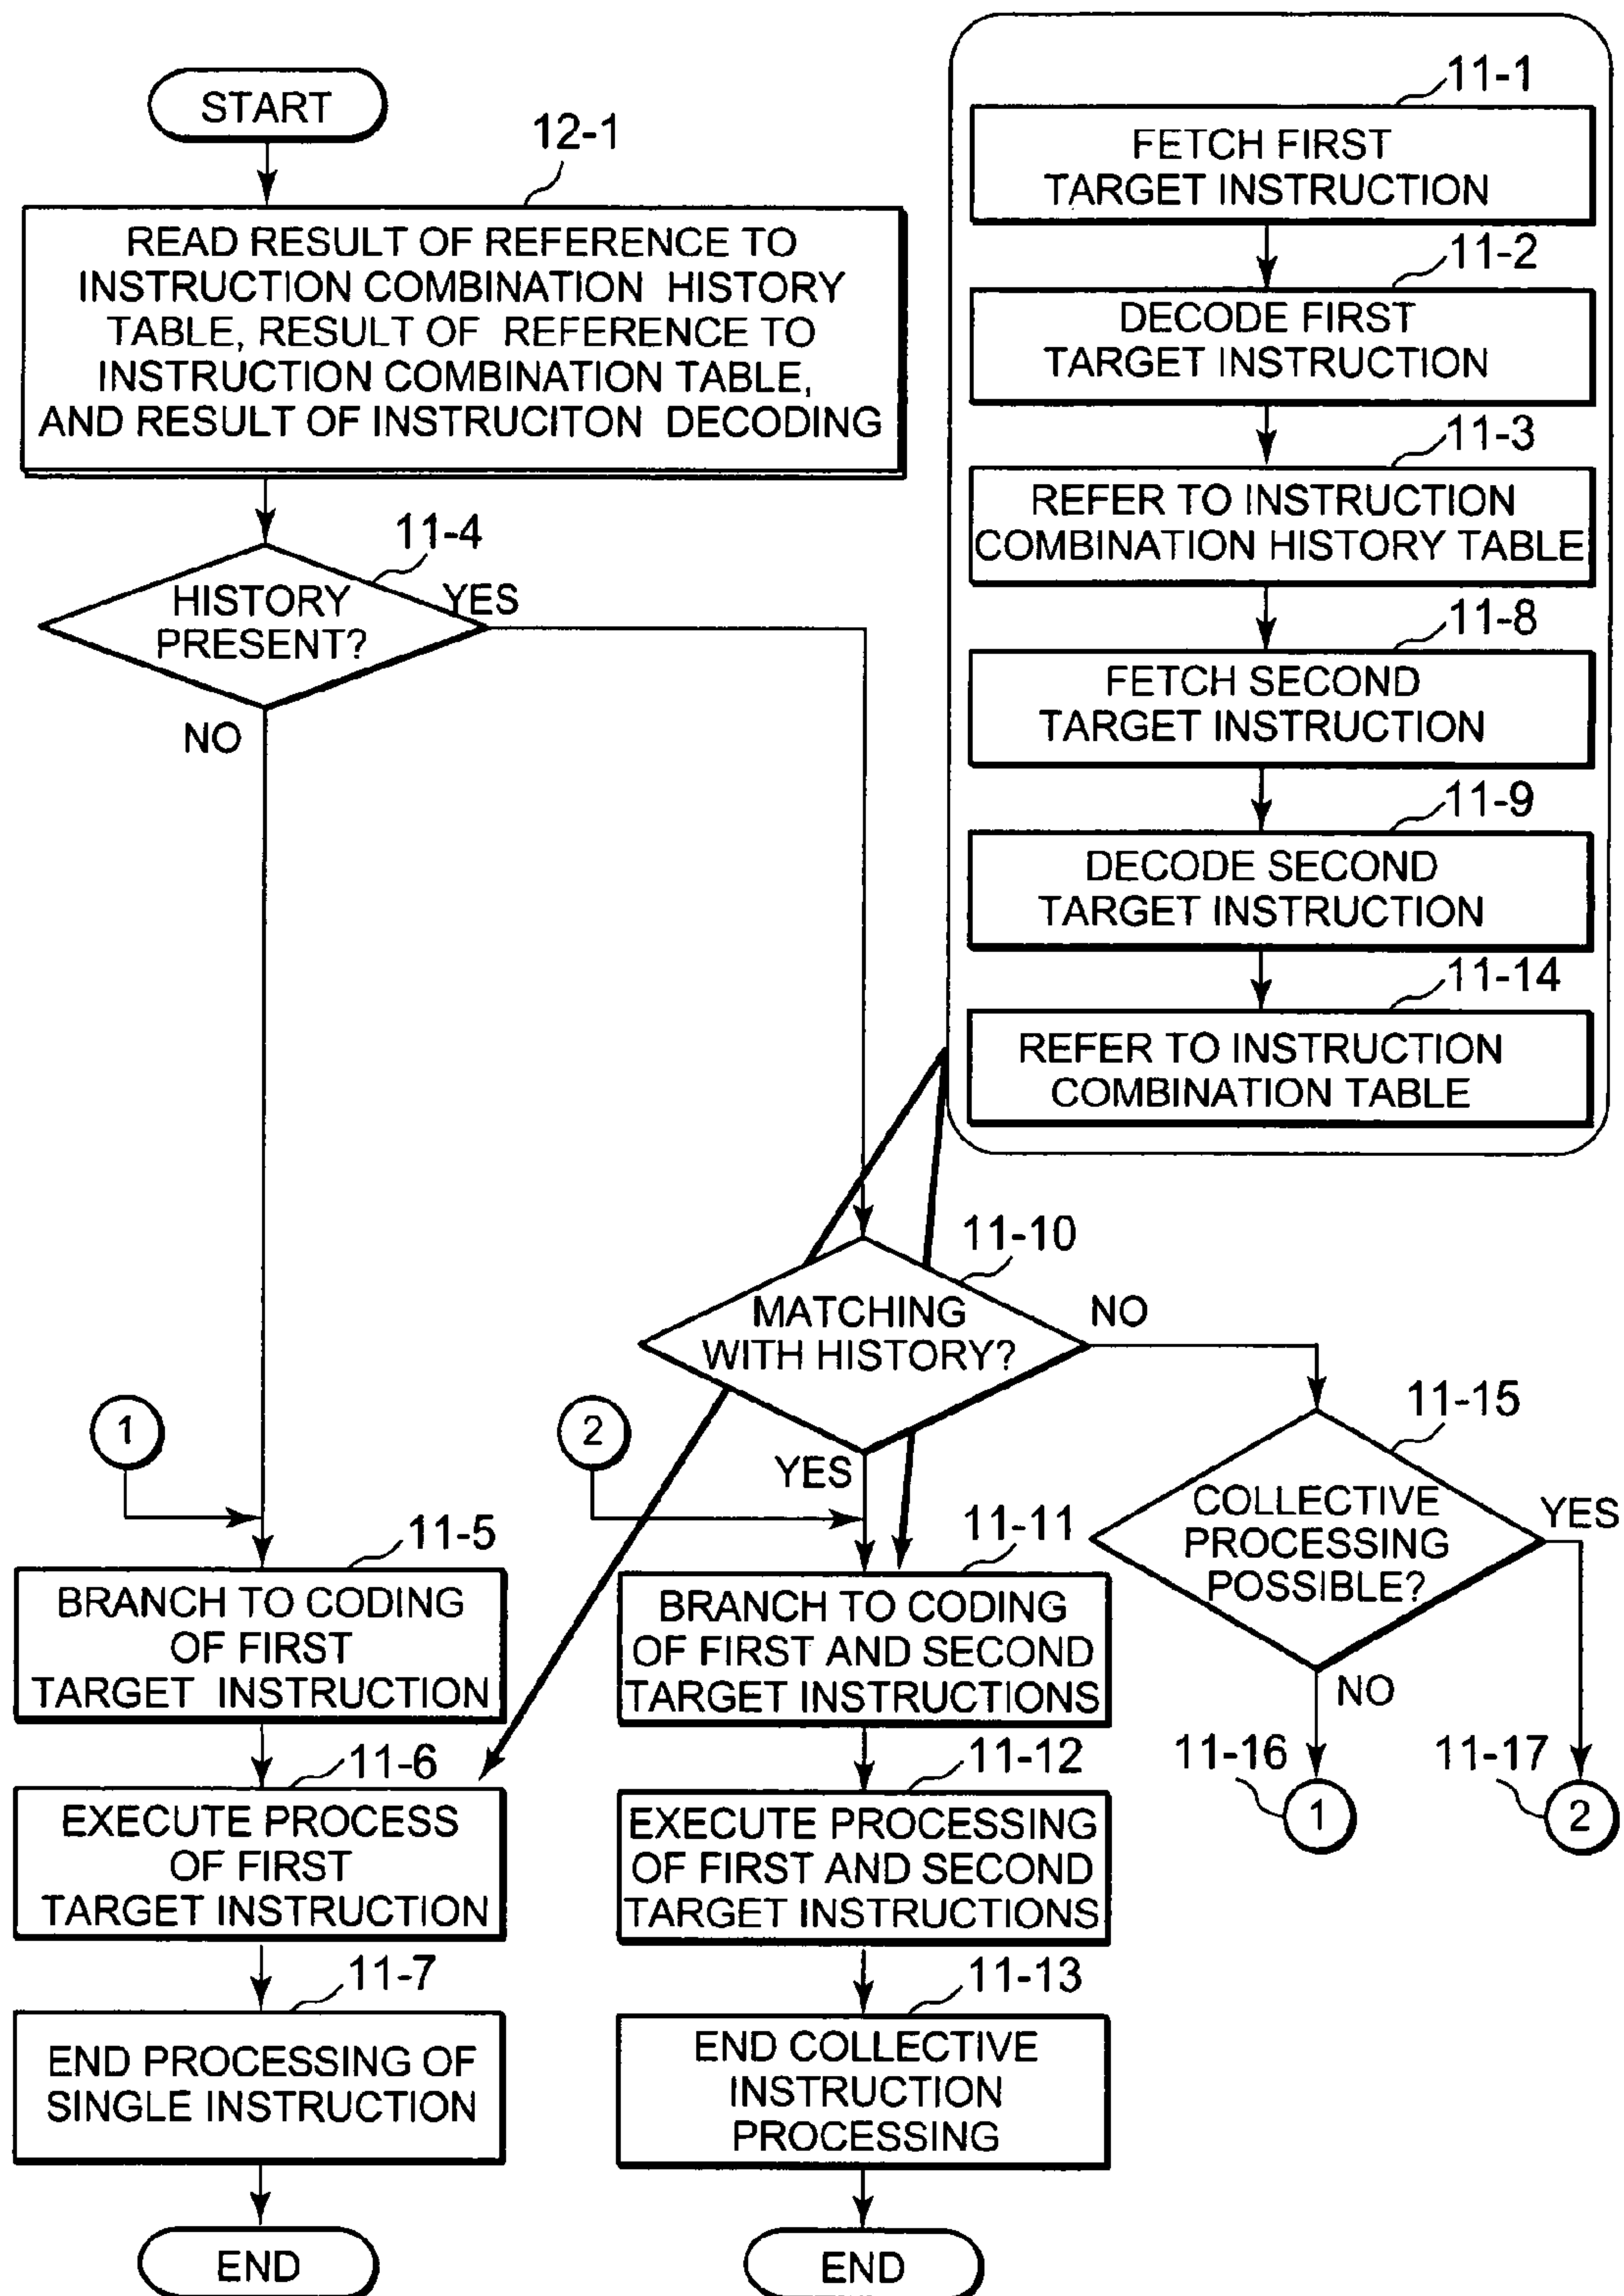 START
12-1
READ RESULT OF REFERENCE TO
INSTRUCTION COMBINATION HISTORY
TABLE, RESULT OF REFERENCE TO
INSTRUCTION COMBINATION TABLE,
AND RESULT OF INSTRUCITON DECODING
11-4
HISTORY
PRESENT?
YES
NO
11-1
FETCH FIRST
TARGET INSTRUCTION
11-2
DECODE FIRST
TARGET INSTRUCTION
11-3
REFER TO INSTRUCTION
COMBINATION HISTORY TABLE
11-8
FETCH SECOND
TARGET INSTRUCTION
11-9
DECODE SECOND
TARGET INSTRUCTION
11-14
REFER TO INSTRUCTION
COMBINATION TABLE
11-10
MATCHING
WITH HISTORY?
NO
YES
1
2
11-15
COLLECTIVE
PROCESSING
POSSIBLE?
YES
NO
11-16
1
11-17
2
11-5
BRANCH TO CODING
OF FIRST
TARGET INSTRUCTION
11-6
EXECUTE PROCESS
OF FIRST
TARGET INSTRUCTION
11-7
END PROCESSING OF
SINGLE INSTRUCTION
END
11-11
BRANCH TO CODING
OF FIRST AND SECOND
TARGET INSTRUCTIONS
11-12
EXECUTE PROCESSING
OF FIRST AND SECOND
TARGET INSTRUCTIONS
11-13
END COLLECTIVE
INSTRUCTION
PROCESSING
END